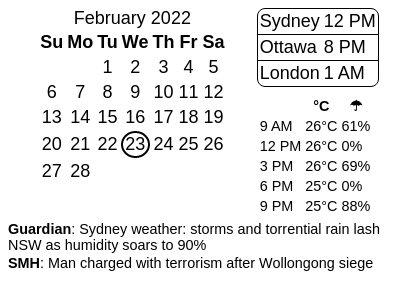 February 2022
Su Mo Tu We Th Fr Sa
1 2 3 4 5
6 7 8 9 10 11 12
13 14 15 16 17 18 19
20 21 22 23 24 25 26
27 28
Sydney 12 PM
Ottawa 8 PM
London 1 AM
°C ☂
9 AM 26°C 61%
12 PM 26°C 0%
3 PM 26°C 69%
6 PM 25°C 0%
9 PM 25°C 88%
Guardian: Sydney weather: storms and torrential rain lash
NSW as humidity soars to 90%
SMH: Man charged with terrorism after Wollongong siege